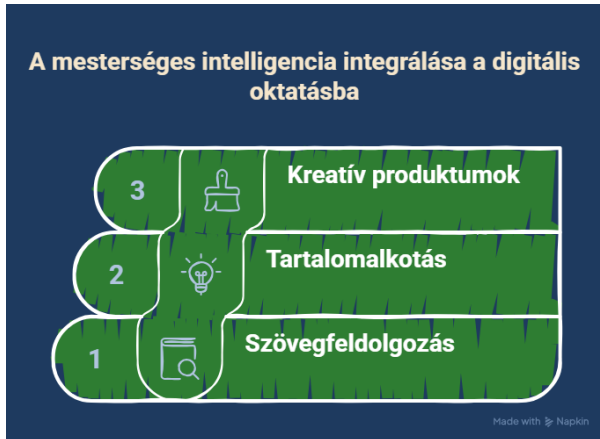 A mesterséges intelligencia integrálása a digitális
oktatásba
3
Kreatív produktumok
2
Tartalomalkotás
1
Szövegfeldolgozás
Made with Napkin